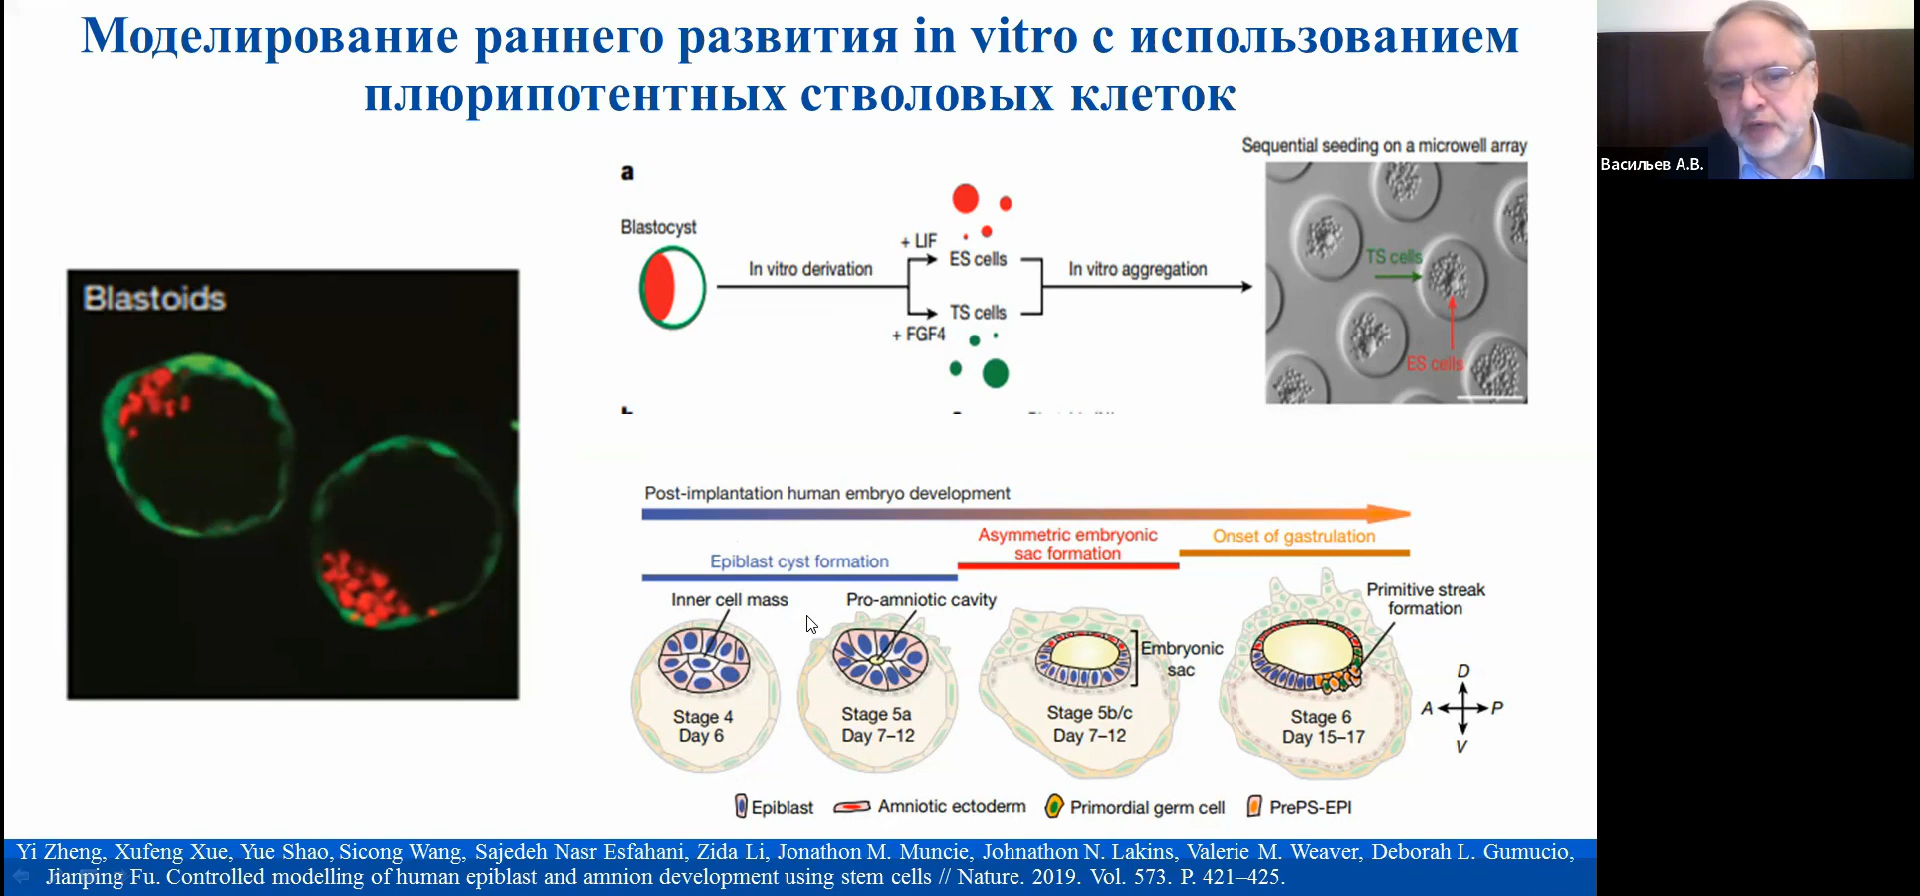 Моделирование раннего развития in vitro с использованием
плюрипотентных стволовых клеток
Васильев А.В.
Blastoids
a
Sequential seeding on a microwell array
Blastocyst
In vitro derivation
+ LIF
ES cells
TS cells
+ FGF4
In vitro aggregation
TS cells
ES cells
Post-implantation human embryo development
Epiblast cyst formation
Asymmetric embryonic
sac formation
Onset of gastrulation
Inner cell mass
Pro-amniotic cavity
Embryonic
sac
Primitive streak
formation
Stage 4
Day 6
Stage 5a
Day 7–12
Stage 5b/c
Day 7–12
Stage 6
Day 15–17
D
A
P
V
Epiblast
Amniotic ectoderm
Primordial germ cell
PrePS-EPI
Yi Zheng, Xufeng Xue, Yue Shao, Sicong Wang, Sajedeh Nasr Esfahani, Zida Li, Jonathon M. Muncie, Johnathon N. Lakins, Valerie M. Weaver, Deborah L. Gumucio,
Jianping Fu. Controlled modelling of human epiblast and amnion development using stem cells // Nature. 2019. Vol. 573. P. 421–425.